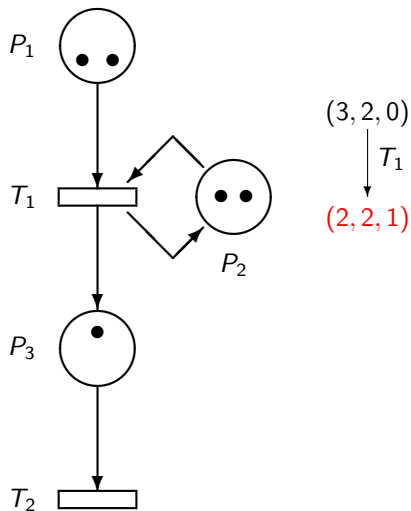 P₁
(3, 2, 0)
T₁
T₁
(2, 2, 1)
P₂
P₃
T₂